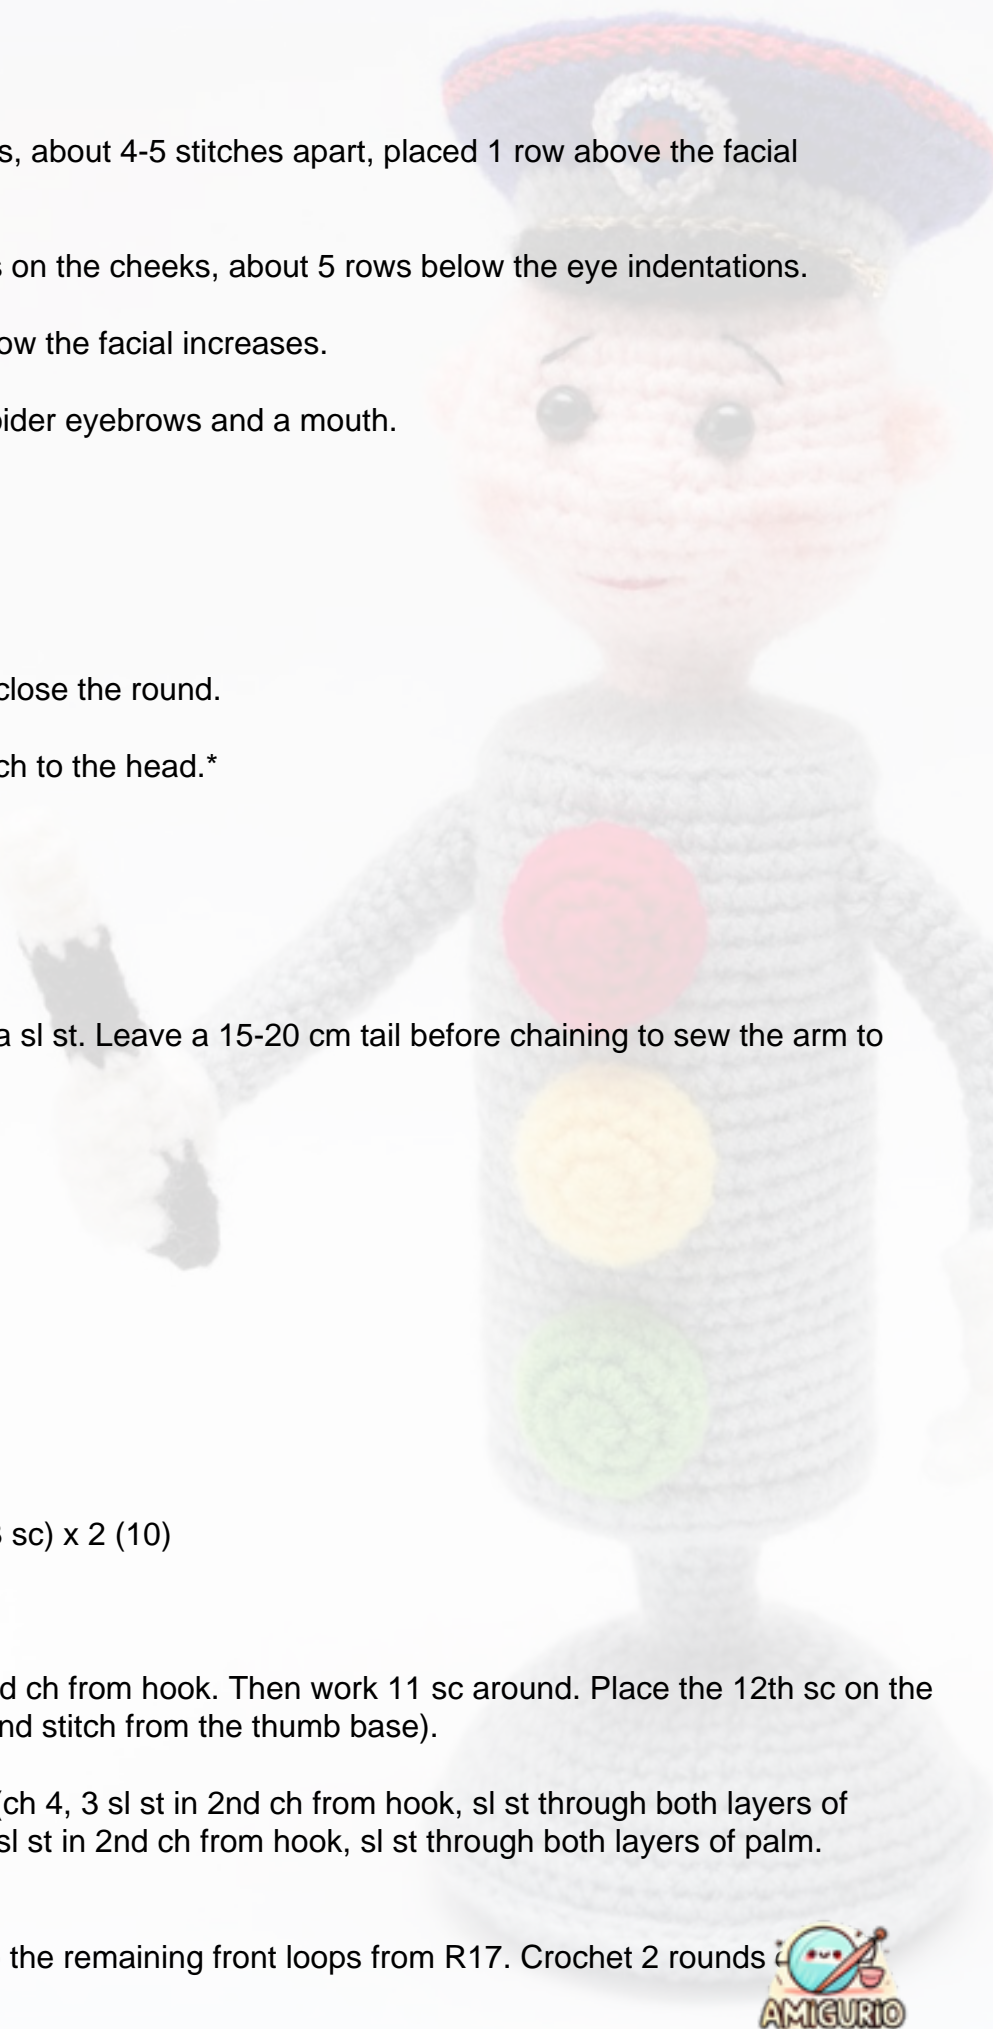 s, about 4-5 stitches apart, placed 1 row above the facial
on the cheeks, about 5 rows below the eye indentations.
ow the facial increases.
ider eyebrows and a mouth.
close the round.
ch to the head.*
a sl st. Leave a 15-20 cm tail before chaining to sew the arm to
sc) x 2 (10)
d ch from hook. Then work 11 sc around. Place the 12th sc on the
nd stitch from the thumb base).
(ch 4, 3 sl st in 2nd ch from hook, sl st through both layers of
sl st in 2nd ch from hook, sl st through both layers of palm.
the remaining front loops from R17. Crochet 2 rounds
AMIGURIO